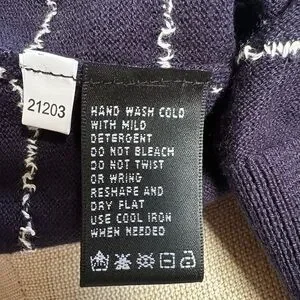 21203
HAND WASH COLD
WITH MILD
DETERGENT
DO NOT BLEACH
DO NOT TWIST
OR WRING
RESHAPE AND
DRY FLAT
USE COOL IRON
WHEN NEEDED